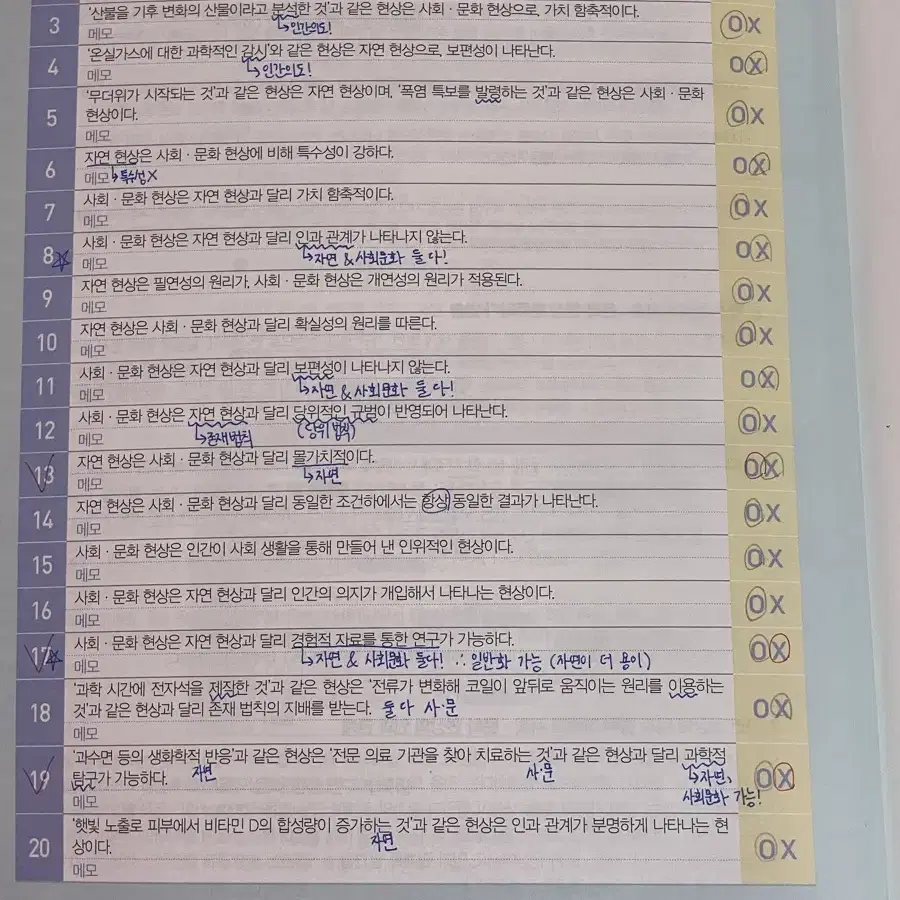 3 '산불을 기후 변화의 산물이라고 분석한 것'과 같은 현상은 사회·문화 현상으로, 가치 함축적이다. O X
메모 ↳인간의도!
4 '온실가스에 대한 과학적인 감시'와 같은 현상은 자연 현상으로, 보편성이 나타난다. O X
메모 ↳인간의도!
5 '무더위가 시작되는 것'과 같은 현상은 자연 현상이며, '폭염 특보를 발령하는 것'과 같은 현상은 사회·문화
현상이다. O X
메모
6 자연 현상은 사회·문화 현상에 비해 특수성이 강하다. O X
메모 ↳특수성X
7 사회·문화 현상은 자연 현상과 달리 가치 함축적이다. O X
메모
8 사회·문화 현상은 자연 현상과 달리 인과 관계가 나타나지 않는다. O X
메모 ↳자연 & 사회문화 둘 다!
9 자연 현상은 필연성의 원리가, 사회·문화 현상은 개연성의 원리가 적용된다. O X
메모
10 자연 현상은 사회·문화 현상과 달리 확실성의 원리를 따른다. O X
메모
11 사회·문화 현상은 자연 현상과 달리 보편성이 나타나지 않는다. O X
메모 ↳자연 & 사회문화 둘 다!
12 사회·문화 현상은 자연 현상과 달리 당위적인 규범이 반영되어 나타난다. O X
메모 ↳존재법칙 (당위 법칙)
13 자연 현상은 사회·문화 현상과 달리 몰가치적이다. O X
메모 ↳자연
14 자연 현상은 사회·문화 현상과 달리 동일한 조건하에서는 항상 동일한 결과가 나타난다. O X
메모
15 사회·문화 현상은 인간이 사회 생활을 통해 만들어 낸 인위적인 현상이다. O X
메모
16 사회·문화 현상은 자연 현상과 달리 인간의 의지가 개입해서 나타나는 현상이다. O X
메모
17 사회·문화 현상은 자연 현상과 달리 경험적 자료를 통한 연구가 가능하다. O X
메모 ↳자연 & 사회문화 둘다! ∴ 일반화 가능 (자연이 더 용이)
18 '과학 시간에 전자석을 제작한 것'과 같은 현상은 '전류가 변화해 코일이 앞뒤로 움직이는 원리를 이용하는
것'과 같은 현상과 달리 존재 법칙의 지배를 받는다. 둘 다 사·문 O X
메모
19 '과수면 등의 생화학적 반응'과 같은 현상은 '전문 의료 기관을 찾아 치료하는 것'과 같은 현상과 달리 과학적
탐구가 가능하다. 자연 사·문 ↳자연, O X
메모 사회문화 가능!
20 '햇빛 노출로 피부에서 비타민 D의 합성량이 증가하는 것'과 같은 현상은 인과 관계가 분명하게 나타나는 현
상이다. 자연 O X
메모